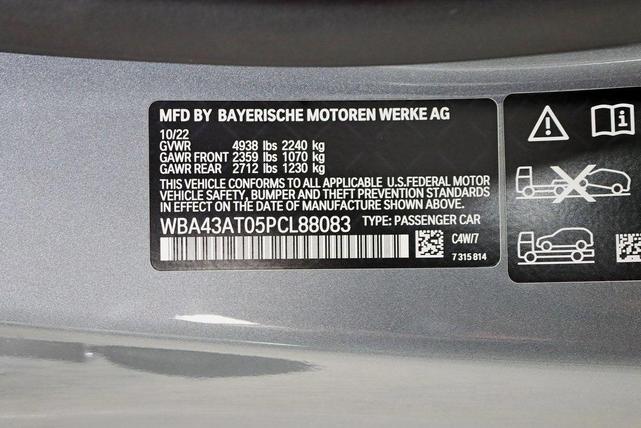 MFD BY BAYERISCHE MOTOREN WERKE AG
10/22
GVWR 4938 lbs 2240 kg
GAWR FRONT 2359 lbs 1070 kg
GAWR REAR 2712 lbs 1230 kg
THIS VEHICLE CONFORMS TO ALL APPLICABLE U.S.FEDERAL MOTOR
VEHICLE SAFETY, BUMPER AND THEFT PREVENTION STANDARDS
IN EFFECT ON THE DATE OF MANUFACTURE SHOWN ABOVE.
WBA43AT05PCL88083 TYPE: PASSENGER CAR
C4W/7
7 315 814